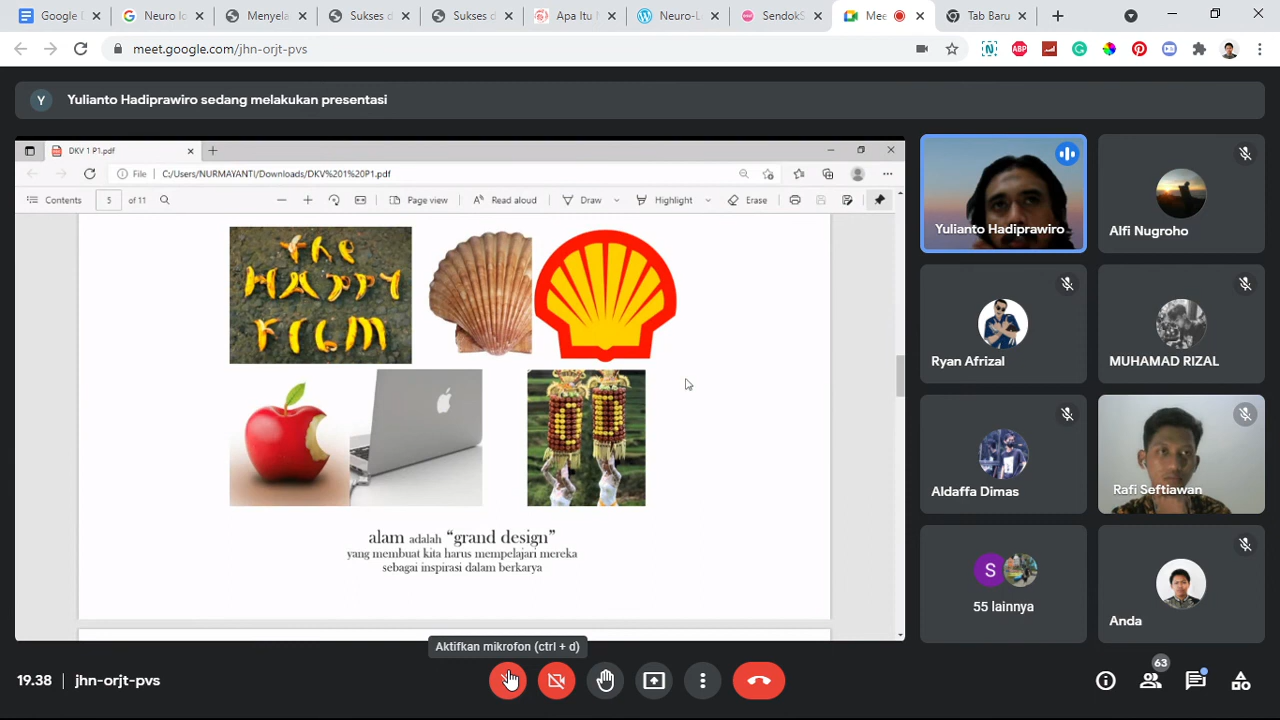 Google
Neuro
Menyela
Sukses d
Sukses d
Apa Itu
Neuro-L
SendokS
Mee
Tab Baru
meet.google.com/jhn-orjt-pvs
ABP
Y
Yulianto Hadiprawiro sedang melakukan presentasi
DKV 1 P1.pdf
File
C:/Users/NURMAYANTI/Downloads/DKV%201%20P1.pdf
Contents
5
of 11
Page view
Read aloud
Draw
Highlight
Erase
THE
HAPPY
FILM
alam adalah “grand design”
yang membuat kita harus mempelajari mereka
sebagai inspirasi dalam berkarya
Yulianto Hadiprawiro
Alfi Nugroho
Ryan Afrizal
MUHAMAD RIZAL
Aldaffa Dimas
Rafi Seftiawan
S
55 lainnya
Anda
Aktifkan mikrofon (ctrl + d)
19.38
jhn-orjt-pvs
63